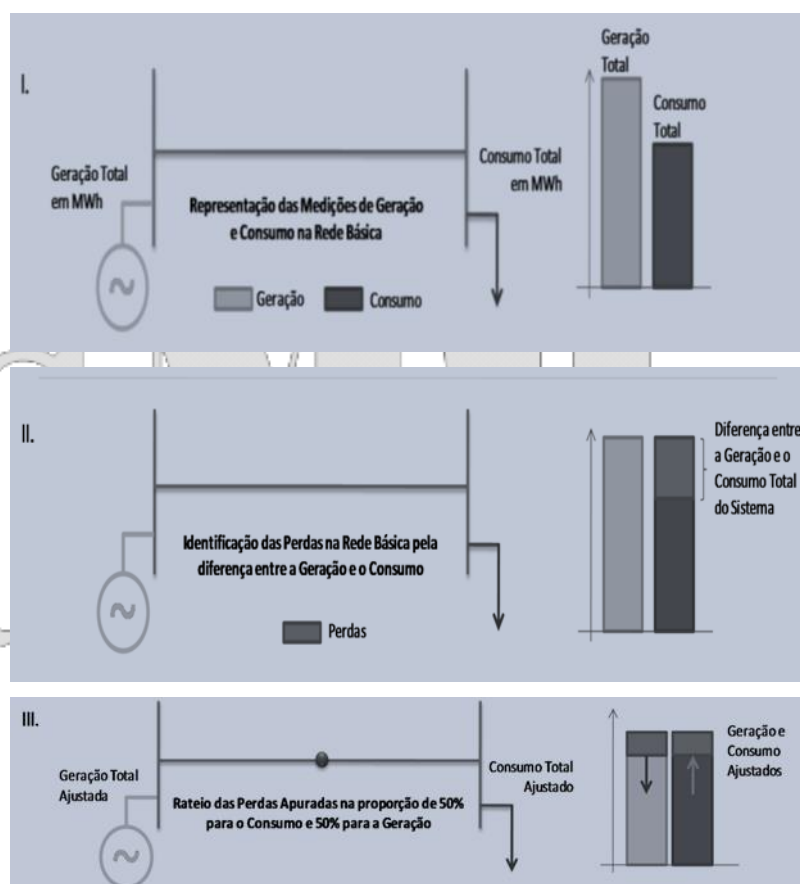 I.
Geração Total
em MWh
Representação das Medições de Geração
e Consumo na Rede Básica
Geração
Consumo
Consumo Total
em MWh
Geração
Total
Consumo
Total
II.
Identificação das Perdas na Rede Básica pela
diferença entre a Geração e o Consumo
Perdas
Diferença entre
a Geração e o
Consumo Total
do Sistema
III.
Geração Total
Ajustada
Rateio das Perdas Apuradas na proporção de 50%
para o Consumo e 50% para a Geração
Consumo Total
Ajustado
Geração e
Consumo
Ajustados